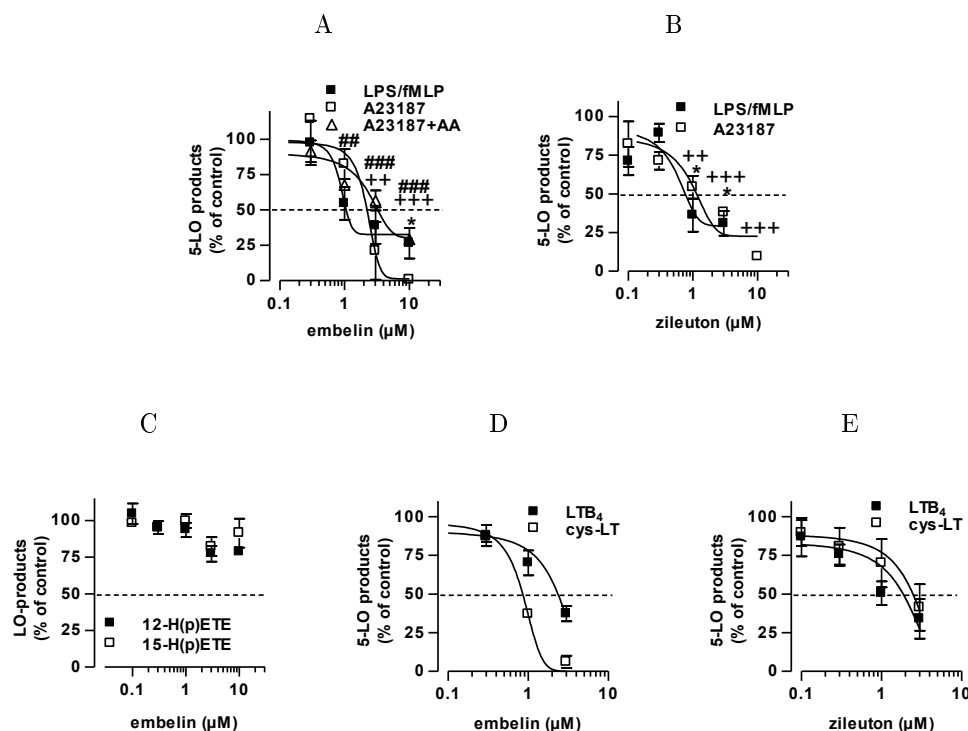 A
LPS/fMLP
A23187
A23187+AA
##
###
++
###
+++
*
100
75
50
25
0
5-LO products
(% of control)
0.1
1
10
embelin (µM)
B
LPS/fMLP
A23187
++
*
+++
*
+++
100
75
50
25
0
5-LO products
(% of control)
0.1
1
10
zileuton (µM)
C
100
75
50
25
0
LO-products
(% of control)
12-H(p)ETE
15-H(p)ETE
0.1
1
10
embelin (µM)
D
LTB4
cys-LT
100
75
50
25
0
5-LO products
(% of control)
0.1
1
10
embelin (µM)
E
LTB4
cys-LT
100
75
50
25
0
5-LO products
(% of control)
0.1
1
10
zileuton (µM)